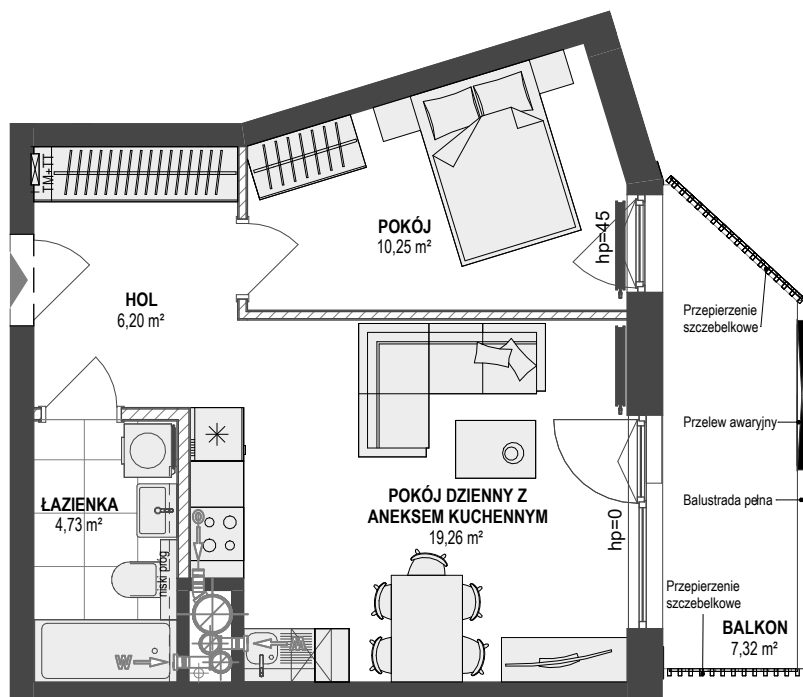 TM+TT
POKÓJ
10,25 m²
hp=45
HOL
6,20 m²
Przepierzenie
szczebelkowe
Przelew awaryjny
ŁAZIENKA
4,73 m²
POKÓJ DZIENNY Z
ANEKSEM KUCHENNYM
19,26 m²
Balustrada pełna
hp=0
niski próg
O
Przepierzenie
szczebelkowe
BALKON
7,32 m²
W
M